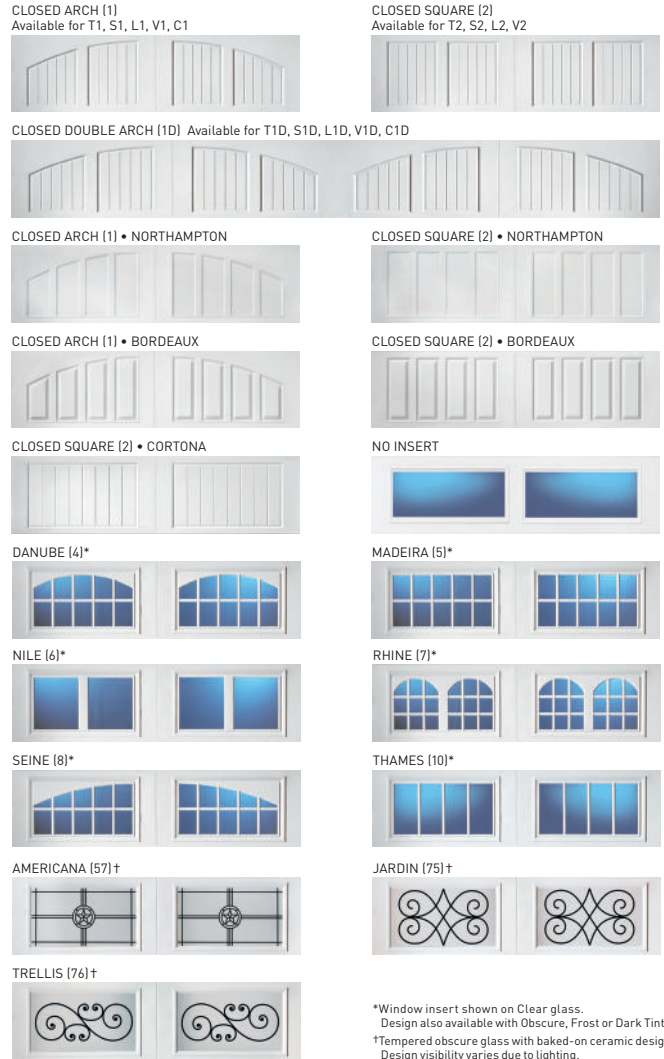 CLOSED ARCH (1)
Available for T1, S1, L1, V1, C1
CLOSED SQUARE (2)
Available for T2, S2, L2, V2
CLOSED DOUBLE ARCH (1D) Available for T1D, S1D, L1D, V1D, C1D
CLOSED ARCH (1) • NORTHAMPTON
CLOSED SQUARE (2) • NORTHAMPTON
CLOSED ARCH (1) • BORDEAUX
CLOSED SQUARE (2) • BORDEAUX
CLOSED SQUARE (2) • CORTONA
NO INSERT
DANUBE (4)*
MADEIRA (5)*
NILE (6)*
RHINE (7)*
SEINE (8)*
THAMES (10)*
AMERICANA (57)†
JARDIN (75)†
TRELLIS (76)†
*Window insert shown on Clear glass.
Design also available with Obscure, Frost or Dark Tint
†Tempered obscure glass with baked-on ceramic desig
Design visibility varies due to lighting.